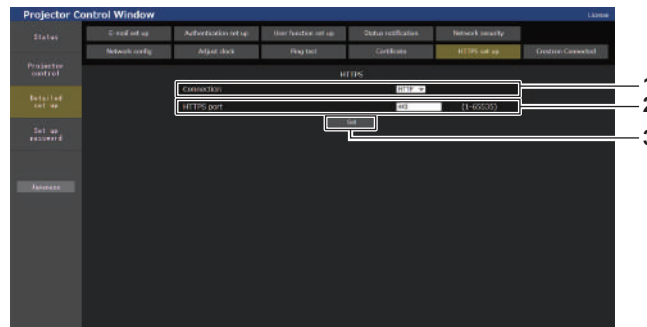 Projector Control Window
License
Status
E-mail set up
Authentication set up
User function set up
Status notification
Network security
Network config
Adjust clock
Ping test
Certificate
HTTPS set up
Crestron Connected
Projector
control
Detailed
set up
Set up
password
HTTPS
Connection
HTTP
1
HTTPS port
443
(1-65535)
2
Set
3